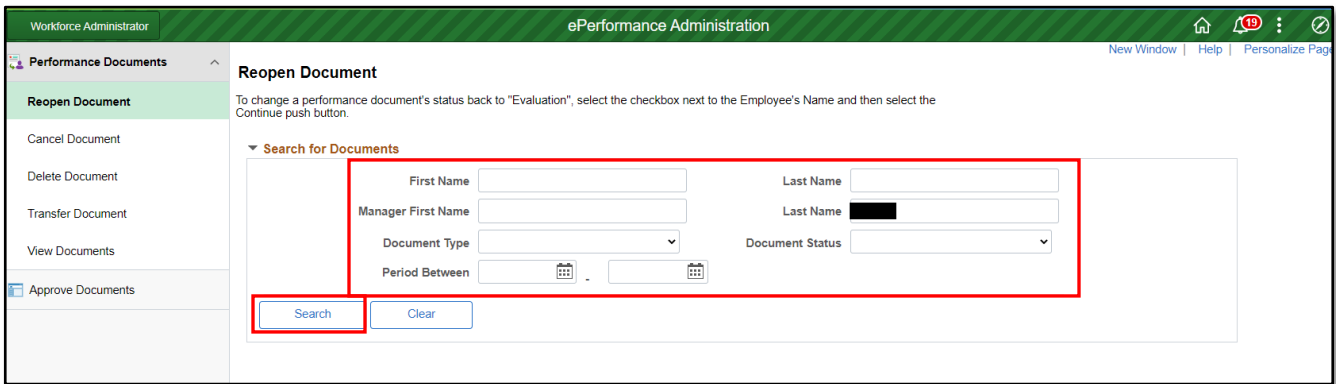 Workforce Administrator
ePerformance Administration
19
New Window | Help | Personalize Page
Performance Documents
Reopen Document
Cancel Document
Delete Document
Transfer Document
View Documents
Approve Documents
Reopen Document
To change a performance document's status back to "Evaluation", select the checkbox next to the Employee's Name and then select the
Continue push button.
Search for Documents
First Name
Last Name
Manager First Name
Last Name
Document Type
Document Status
Period Between
-
Search
Clear